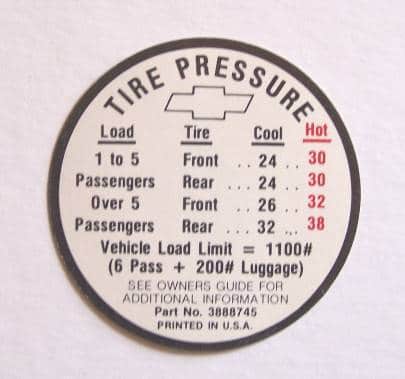 TIRE PRESSURE
Load Tire Cool Hot
1 to 5 Front .. 24 .. 30
Passengers Rear ... 24 .. 30
Over 5 Front .. 26 .. 32
Passengers Rear ... 32 ... 38
Vehicle Load Limit = 1100#
(6 Pass + 200# Luggage)
SEE OWNERS GUIDE FOR
ADDITIONAL INFORMATION
Part No. 3888745
PRINTED IN U.S.A.